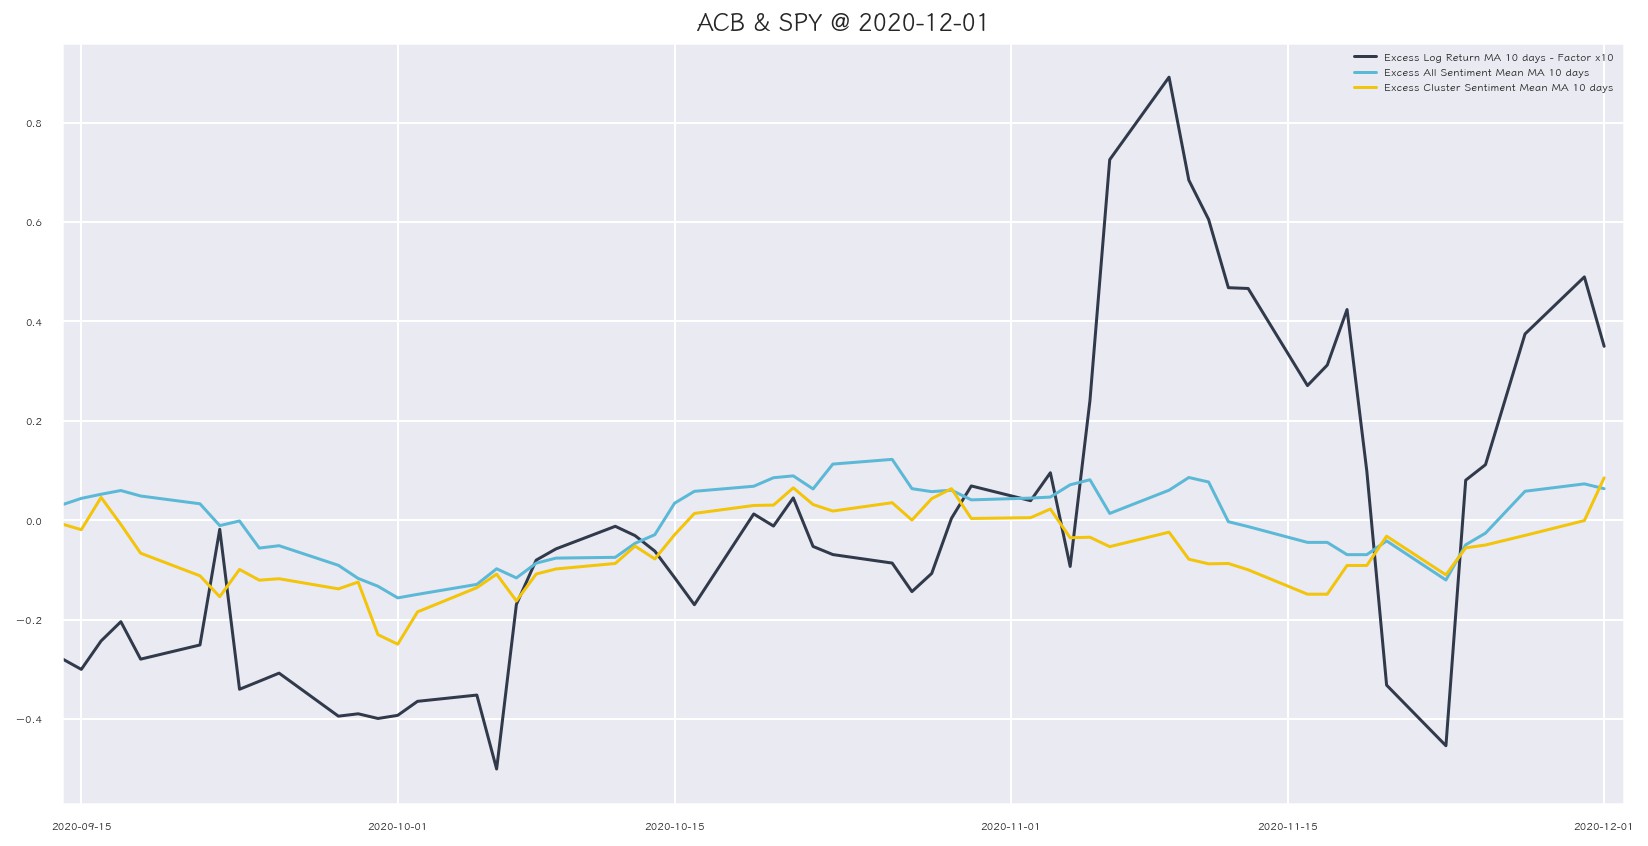 ACB & SPY @ 2020-12-01
Excess Log Return MA 10 days - Factor x10
Excess All Sentiment Mean MA 10 days
Excess Cluster Sentiment Mean MA 10 days
0.8
0.6
0.4
0.2
0.0
−0.2
−0.4
2020-09-15 2020-10-01 2020-10-15 2020-11-01 2020-11-15 2020-12-01